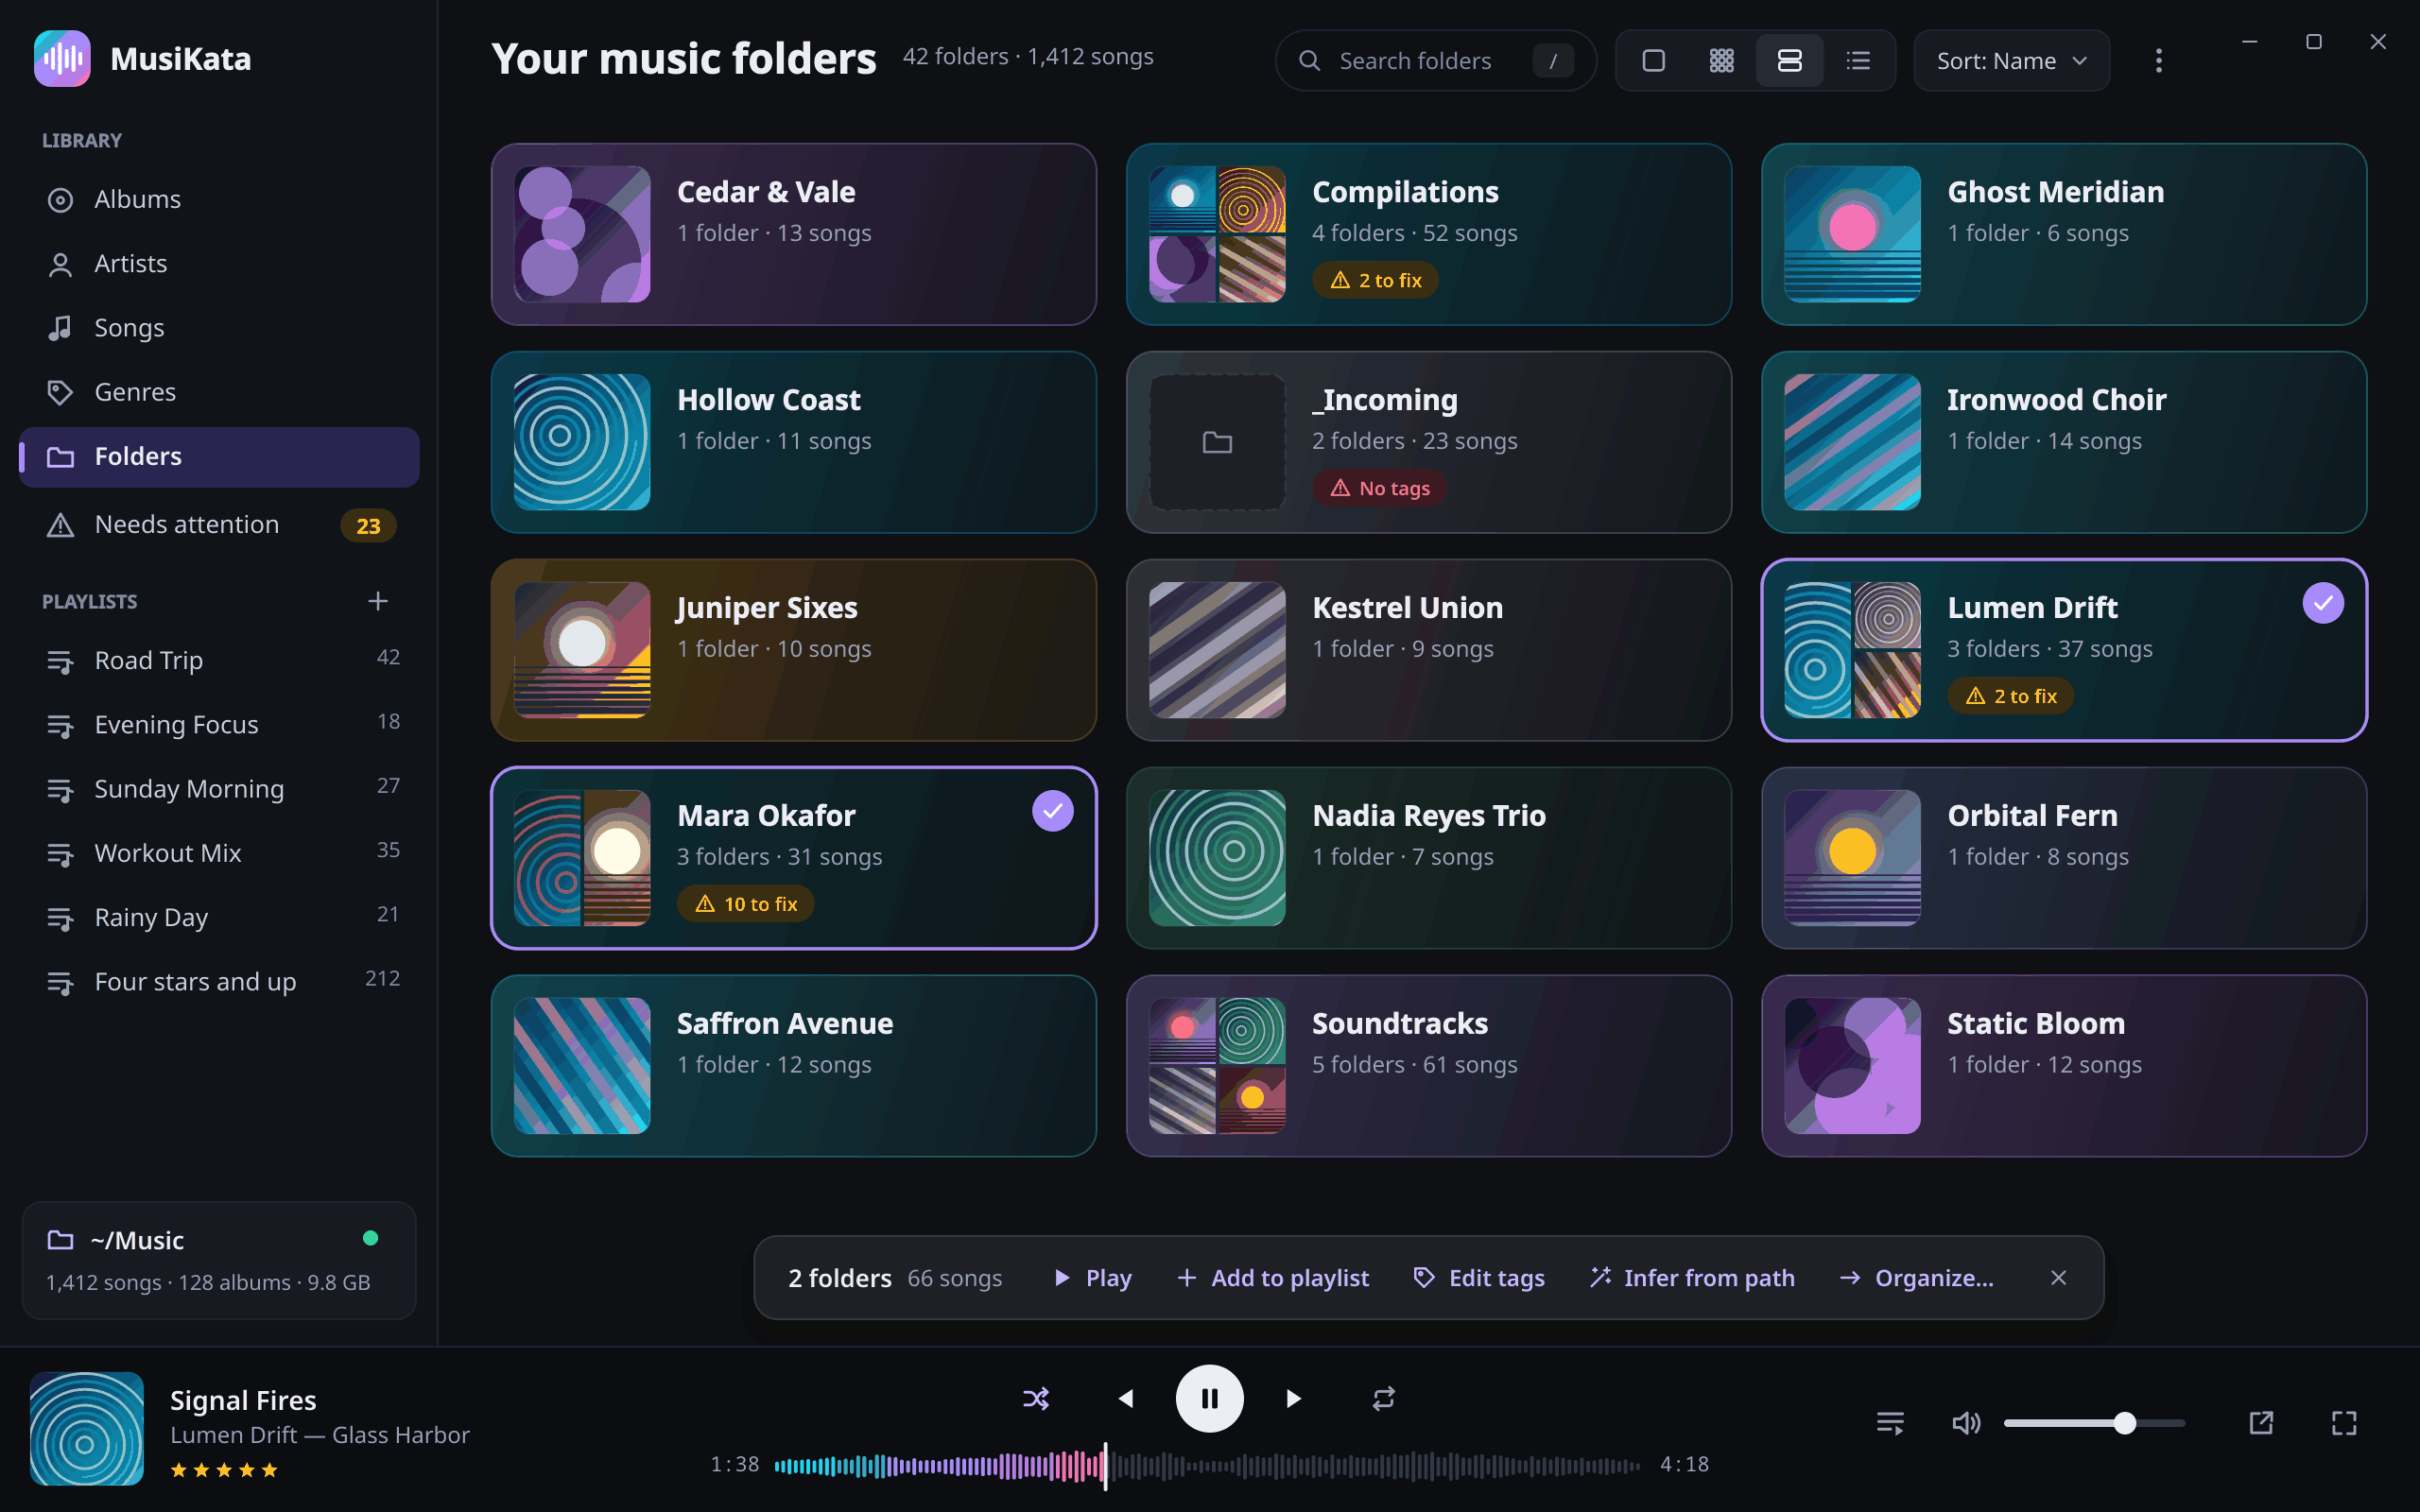 MusiKata
LIBRARY
Albums
Artists
Songs
Genres
Folders
Needs attention 23
PLAYLISTS
Road Trip 42
Evening Focus 18
Sunday Morning 27
Workout Mix 35
Rainy Day 21
Four stars and up 212
~/Music
1,412 songs · 128 albums · 9.8 GB
Your music folders 42 folders · 1,412 songs
Search folders /
Sort: Name
Cedar & Vale
1 folder · 13 songs
Compilations
4 folders · 52 songs
2 to fix
Ghost Meridian
1 folder · 6 songs
Hollow Coast
1 folder · 11 songs
_Incoming
2 folders · 23 songs
No tags
Ironwood Choir
1 folder · 14 songs
Juniper Sixes
1 folder · 10 songs
Kestrel Union
1 folder · 9 songs
Lumen Drift
3 folders · 37 songs
2 to fix
Mara Okafor
3 folders · 31 songs
10 to fix
Nadia Reyes Trio
1 folder · 7 songs
Orbital Fern
1 folder · 8 songs
Saffron Avenue
1 folder · 12 songs
Soundtracks
5 folders · 61 songs
Static Bloom
1 folder · 12 songs
2 folders 66 songs Play Add to playlist Edit tags Infer from path Organize...
Signal Fires
Lumen Drift — Glass Harbor
1:38
4:18